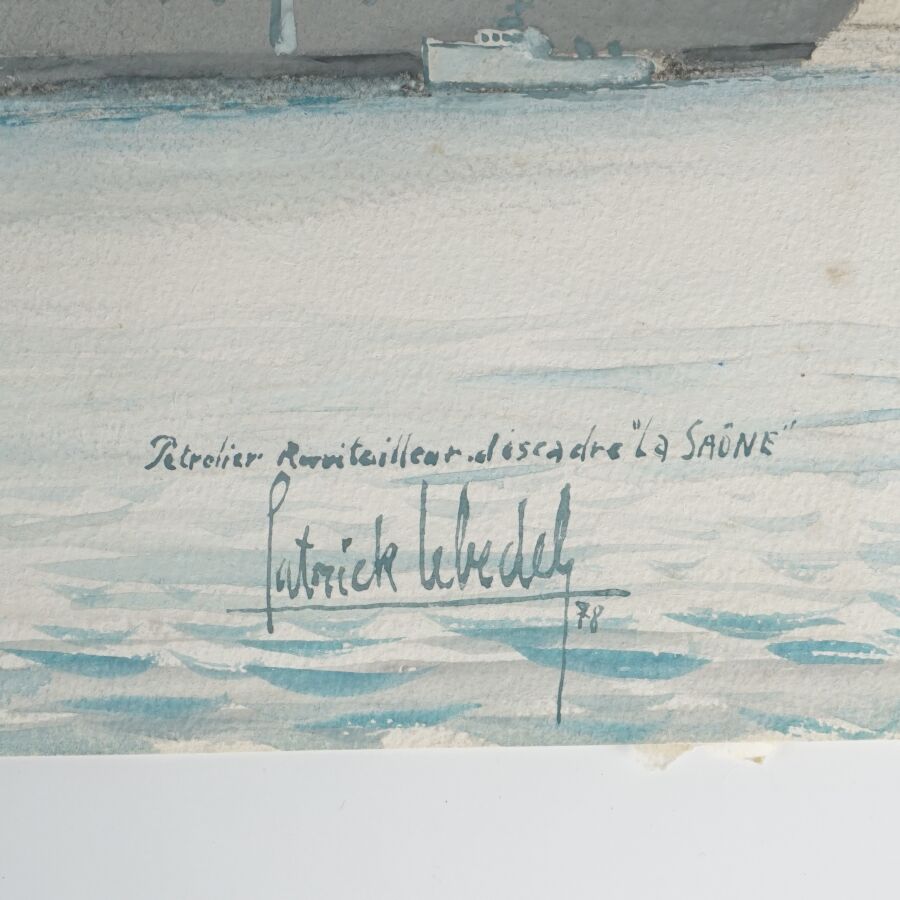 Petrolier Ravitailleur d'escadre "La SAÔNE"
Patrick Lebedel
78